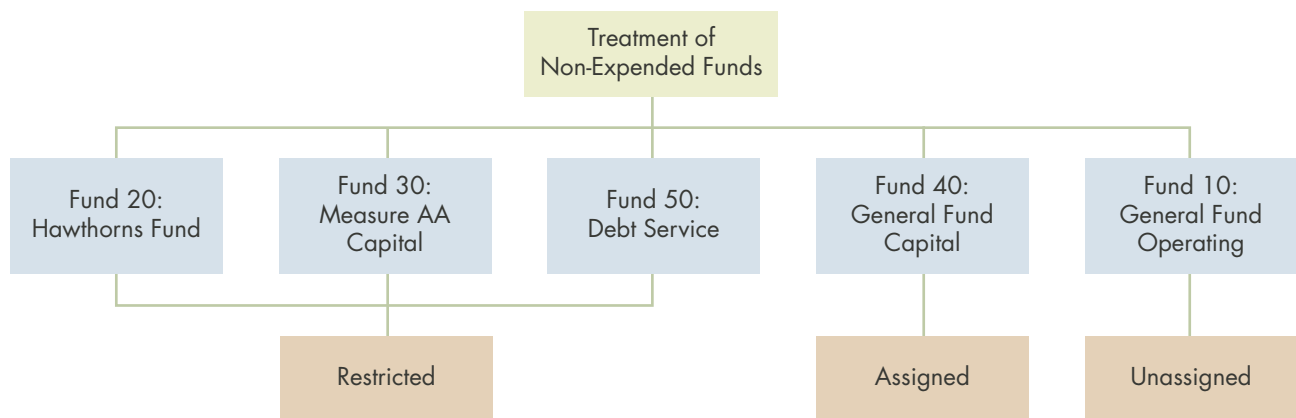 Treatment of
Non-Expended Funds
Fund 20:
Hawthorns Fund
Fund 30:
Measure AA
Capital
Fund 50:
Debt Service
Fund 40:
General Fund
Capital
Fund 10:
General Fund
Operating
Restricted
Assigned
Unassigned